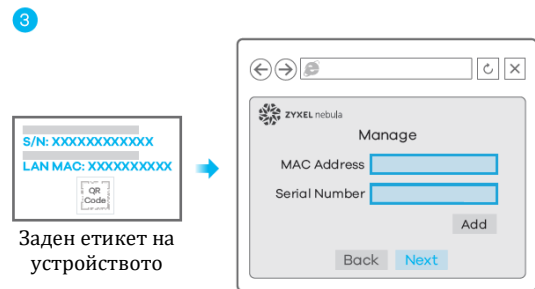 3
S/N: XXXXXXXXXXXX
LAN MAC: XXXXXXXXXX
QR
Code
Заден етикет на
устройството
ZYXEL nebula
Manage
MAC Address
Serial Number
Add
Back Next